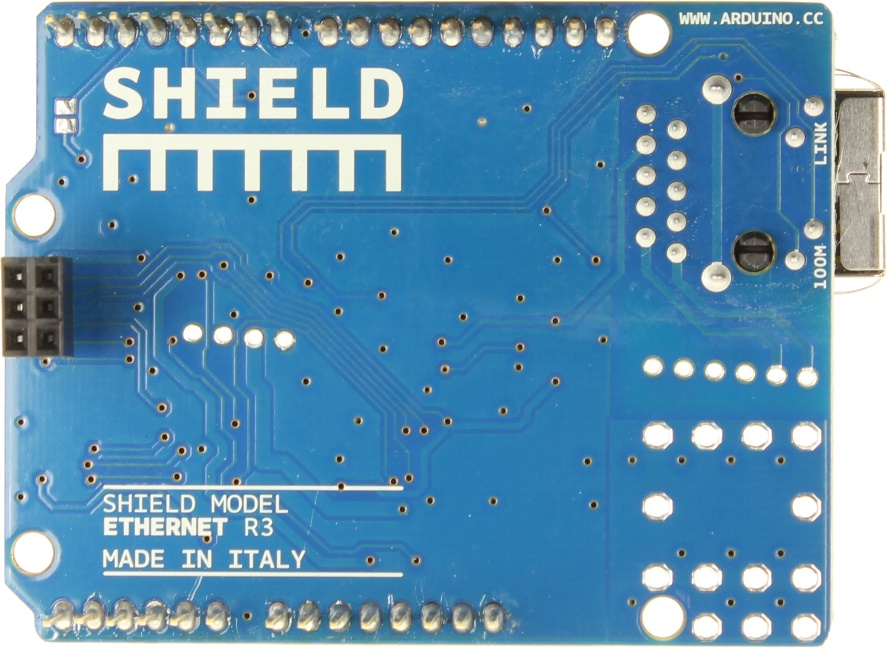 WWW.ARDUINO.CC
SHIELD
LINK
100M
SHIELD MODEL
ETHERNET R3
MADE IN ITALY